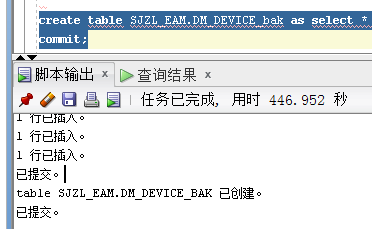 create table SJZL_EAM.DM_DEVICE_bak as select *
commit;
脚本输出 × 查询结果 ×
任务已完成, 用时 446.952 秒
1 行已插入。
1 行已插入。
1 行已插入。
已提交。
table SJZL_EAM.DM_DEVICE_BAK 已创建。
已提交。